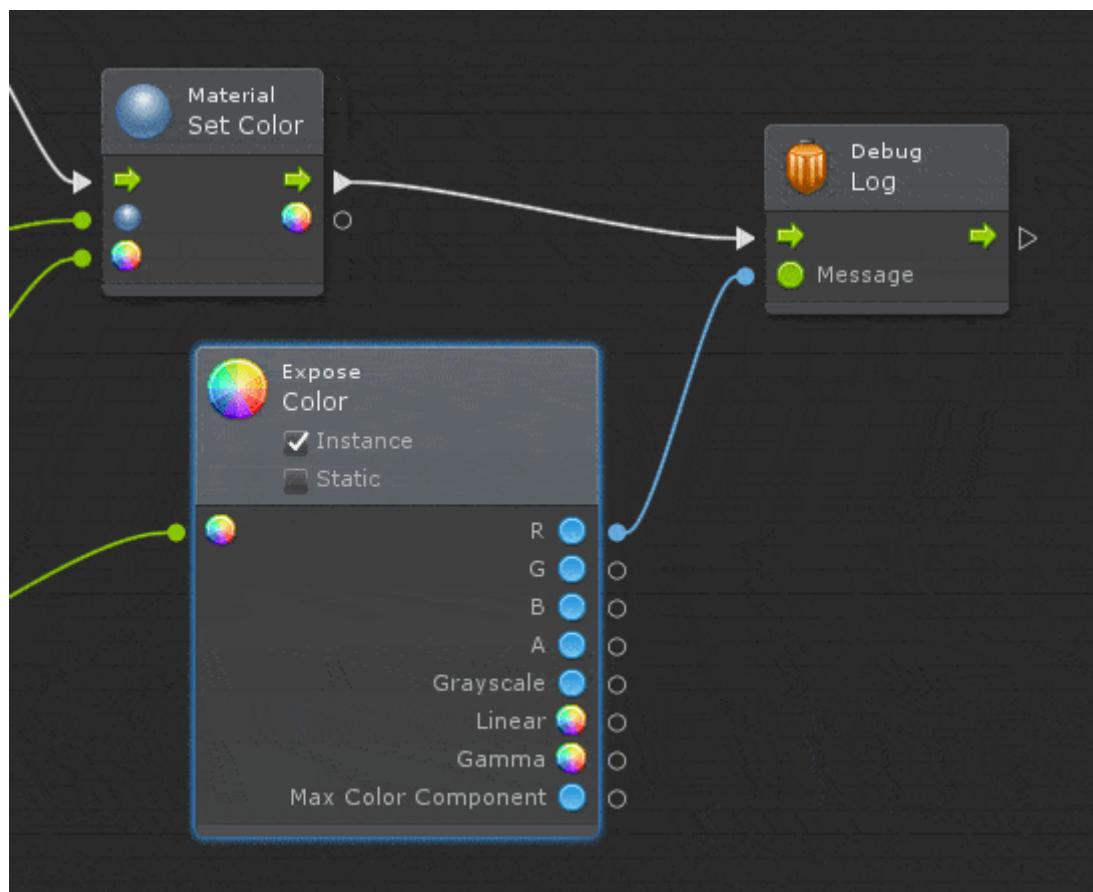 Material
Set Color
Debug
Log
Message
Expose
Color
Instance
Static
R
G
B
A
Grayscale
Linear
Gamma
Max Color Component